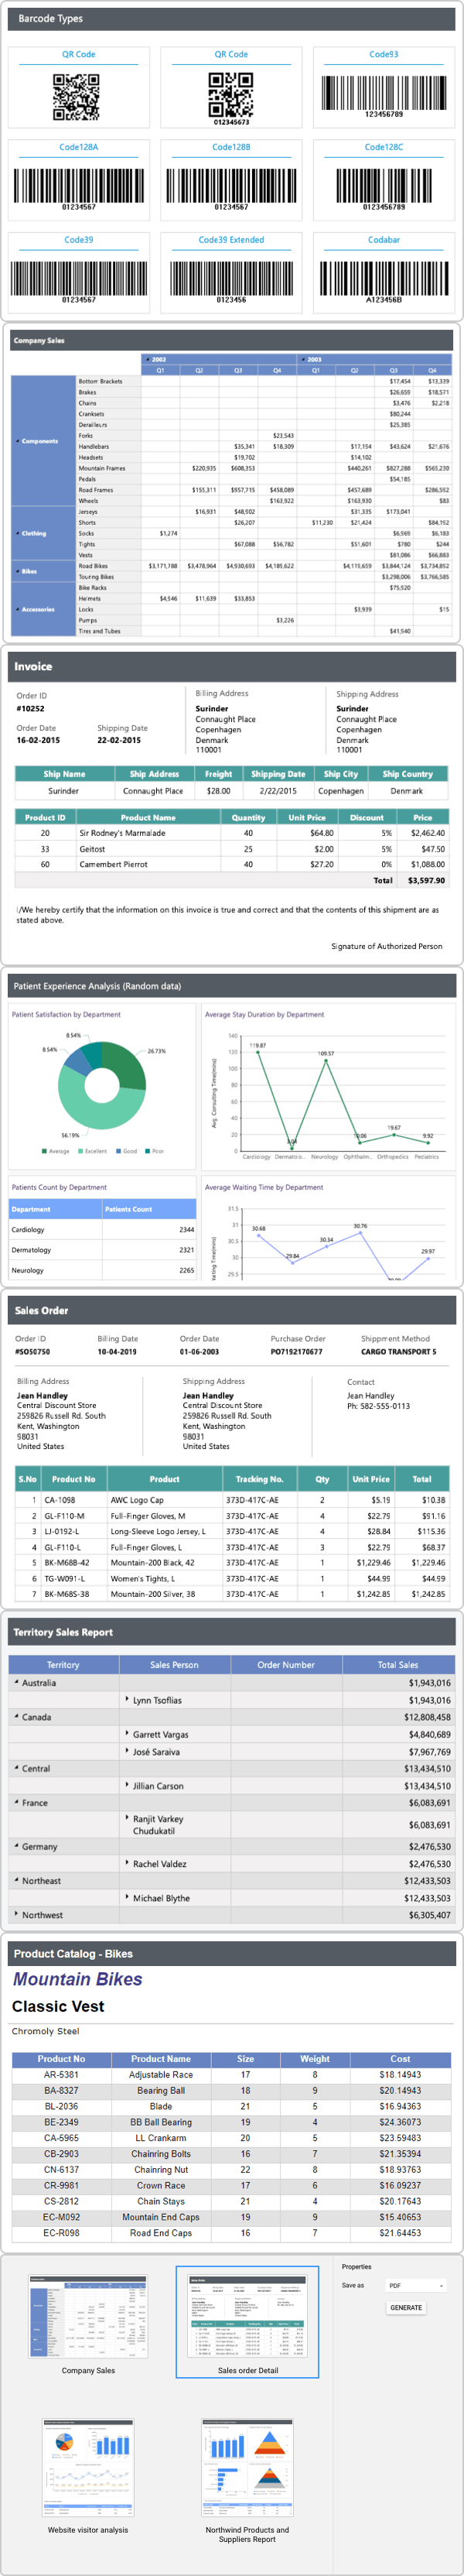 Barcode Types
QR Code QR Code Code93
012345673 123456789
Code128A Code128B Code128C
01234567 01234567 0123456789
Code39 Code39 Extended Codabar
01234567 0123456 A123456B
Company Sales
2002 2003
Q1 Q2 Q3 Q4 Q1 Q2 Q3 Q4
Components Bottom Brackets $17,454 $13,339
Brakes $26,659 $18,571
Chains $3,476 $2,218
Cranksets $80,244
Derailleurs $25,385
Forks $23,543
Handlebars $35,341 $18,309 $17,154 $43,624 $21,676
Headsets $19,702 $14,102
Mountain Frames $220,935 $608,353 $440,261 $827,288 $565,230
Pedals $54,185
Road Frames $155,311 $957,715 $458,089 $457,689 $286,552
Wheels $163,922 $163,930 $83
Clothing Jerseys $16,931 $48,902 $31,335 $173,041
Shorts $26,207 $11,230 $21,424 $84,152
Socks $1,274 $6,969 $6,183
Tights $67,088 $56,782 $51,601 $780 $244
Vests $81,086 $66,883
Bikes Road Bikes $3,171,788 $3,478,964 $4,930,693 $4,185,622 $4,119,659 $3,844,124 $3,734,852
Touring Bikes $3,298,006 $3,766,585
Accessories Bike Racks $75,920
Helmets $4,546 $11,639 $33,853
Locks $3,939 $15
Pumps $3,226
Tires and Tubes $41,940
Invoice
Order ID Billing Address Shipping Address
#10252 Surinder Surinder
Connaught Place Connaught Place
Order Date Shipping Date Copenhagen Copenhagen
16-02-2015 22-02-2015 Denmark Denmark
110001 110001
Ship Name Ship Address Freight Shipping Date Ship City Ship Country
Surinder Connaught Place $28.00 2/22/2015 Copenhagen Denmark
Product ID Product Name Quantity Unit Price Discount Price
20 Sir Rodney's Marmalade 40 $64.80 5% $2,462.40
33 Geitost 25 $2.00 5% $47.50
60 Camembert Pierrot 40 $27.20 0% $1,088.00
Total $3,597.90
I/We hereby certify that the information on this invoice is true and correct and that the contents of this shipment are as
stated above.
Signature of Authorized Person
Patient Experience Analysis (Random data)
Patient Satisfaction by Department Average Stay Duration by Department
8.54% 8.54% 26.73% 56.19%
Average Excellent Good Poor
Avg. Consulting Time(mins)
140 120 100 80 60 40 20 0
119.87 109.57 19.67 9.92
Cardiology Dermato... Neurology Ophthalm... Orthopedics Pediatrics
Patients Count by Department Average Waiting Time by Department
Department Patients Count
Cardiology 2344
Dermatology 2321
Neurology 2265
31.5 31 30.5 30 29.5
30.68 29.84 30.34 30.76 29.97
Sales Order
Order ID Billing Date Order Date Purchase Order Shippment Method
#SO50750 10-04-2019 01-06-2003 PO7192170677 CARGO TRANSPORT 5
Billing Address Shipping Address Contact
Jean Handley Jean Handley Jean Handley
Central Discount Store Central Discount Store Ph: 582-555-0113
259826 Russell Rd. South 259826 Russell Rd. South
Kent, Washington Kent, Washington
98031 98031
United States United States
S.No Product No Product Tracking No. Qty Unit Price Total
1 CA-1098 AWC Logo Cap 373D-417C-AE 2 $5.19 $10.38
2 GL-F110-M Full-Finger Gloves, M 373D-417C-AE 4 $22.79 $91.16
3 LJ-0192-L Long-Sleeve Logo Jersey, L 373D-417C-AE 4 $28.84 $115.36
4 GL-F110-L Full-Finger Gloves, L 373D-417C-AE 3 $22.79 $68.37
5 BK-M68B-42 Mountain-200 Black, 42 373D-417C-AE 1 $1,229.46 $1,229.46
6 TG-W091-L Women's Tights, L 373D-417C-AE 1 $44.99 $44.99
7 BK-M68S-38 Mountain-200 Silver, 38 373D-417C-AE 1 $1,242.85 $1,242.85
Territory Sales Report
Territory Sales Person Order Number Total Sales
Australia $1,943,016
Lynn Tsoflias $1,943,016
Canada $12,808,458
Garrett Vargas $4,840,689
José Saraiva $7,967,769
Central $13,434,510
Jillian Carson $13,434,510
France $6,083,691
Ranjit Varkey
Chudukatil $6,083,691
Germany $2,476,530
Rachel Valdez $2,476,530
Northeast $12,433,503
Michael Blythe $12,433,503
Northwest $6,305,407
Product Catalog - Bikes
Mountain Bikes
Classic Vest
Chromoly Steel
Product No Product Name Size Weight Cost
AR-5381 Adjustable Race 17 8 $18.14943
BA-8327 Bearing Ball 18 9 $20.14943
BL-2036 Blade 21 5 $16.94363
BE-2349 BB Ball Bearing 19 4 $24.36073
CA-5965 LL Crankarm 20 5 $23.59483
CB-2903 Chainring Bolts 16 7 $21.35394
CN-6137 Chainring Nut 22 8 $18.93763
CR-9981 Crown Race 17 6 $16.09237
CS-2812 Chain Stays 21 4 $20.17643
EC-M092 Mountain End Caps 19 9 $15.40653
EC-R098 Road End Caps 16 7 $21.64453
Properties
Save as PDF
GENERATE
Company Sales Sales order Detail
Website visitor analysis Northwind Products and
Suppliers Report